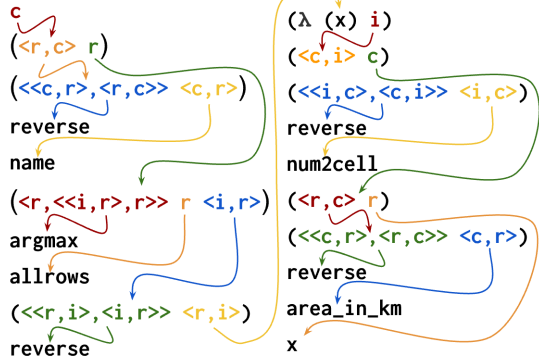 c
(<r,c> r)
(<<c,r>,<r,c>> <c,r>)
reverse
name
(<r,<<i,r>,r>> r <i,r>)
argmax
allrows
(<<r,i>,<i,r>> <r,i>)
reverse
(λ (x) i)
(<c,i> c)
(<<i,c>,<c,i>> <i,c>)
reverse
num2cell
(<r,c> r)
(<<c,r>,<r,c>> <c,r>)
reverse
area_in_km
x